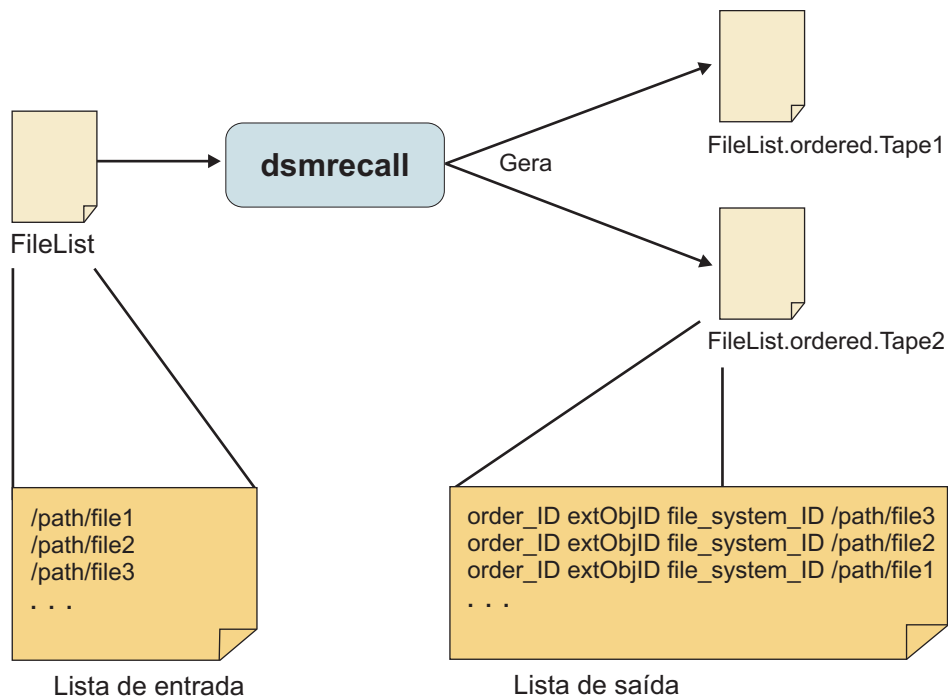 FileList
dsmrecall
Gera
FileList.ordered.Tape1
FileList.ordered.Tape2
/path/file1
/path/file2
/path/file3
. . .
Lista de entrada
order_ID extObjID file_system_ID /path/file3
order_ID extObjID file_system_ID /path/file2
order_ID extObjID file_system_ID /path/file1
. . .
Lista de saída